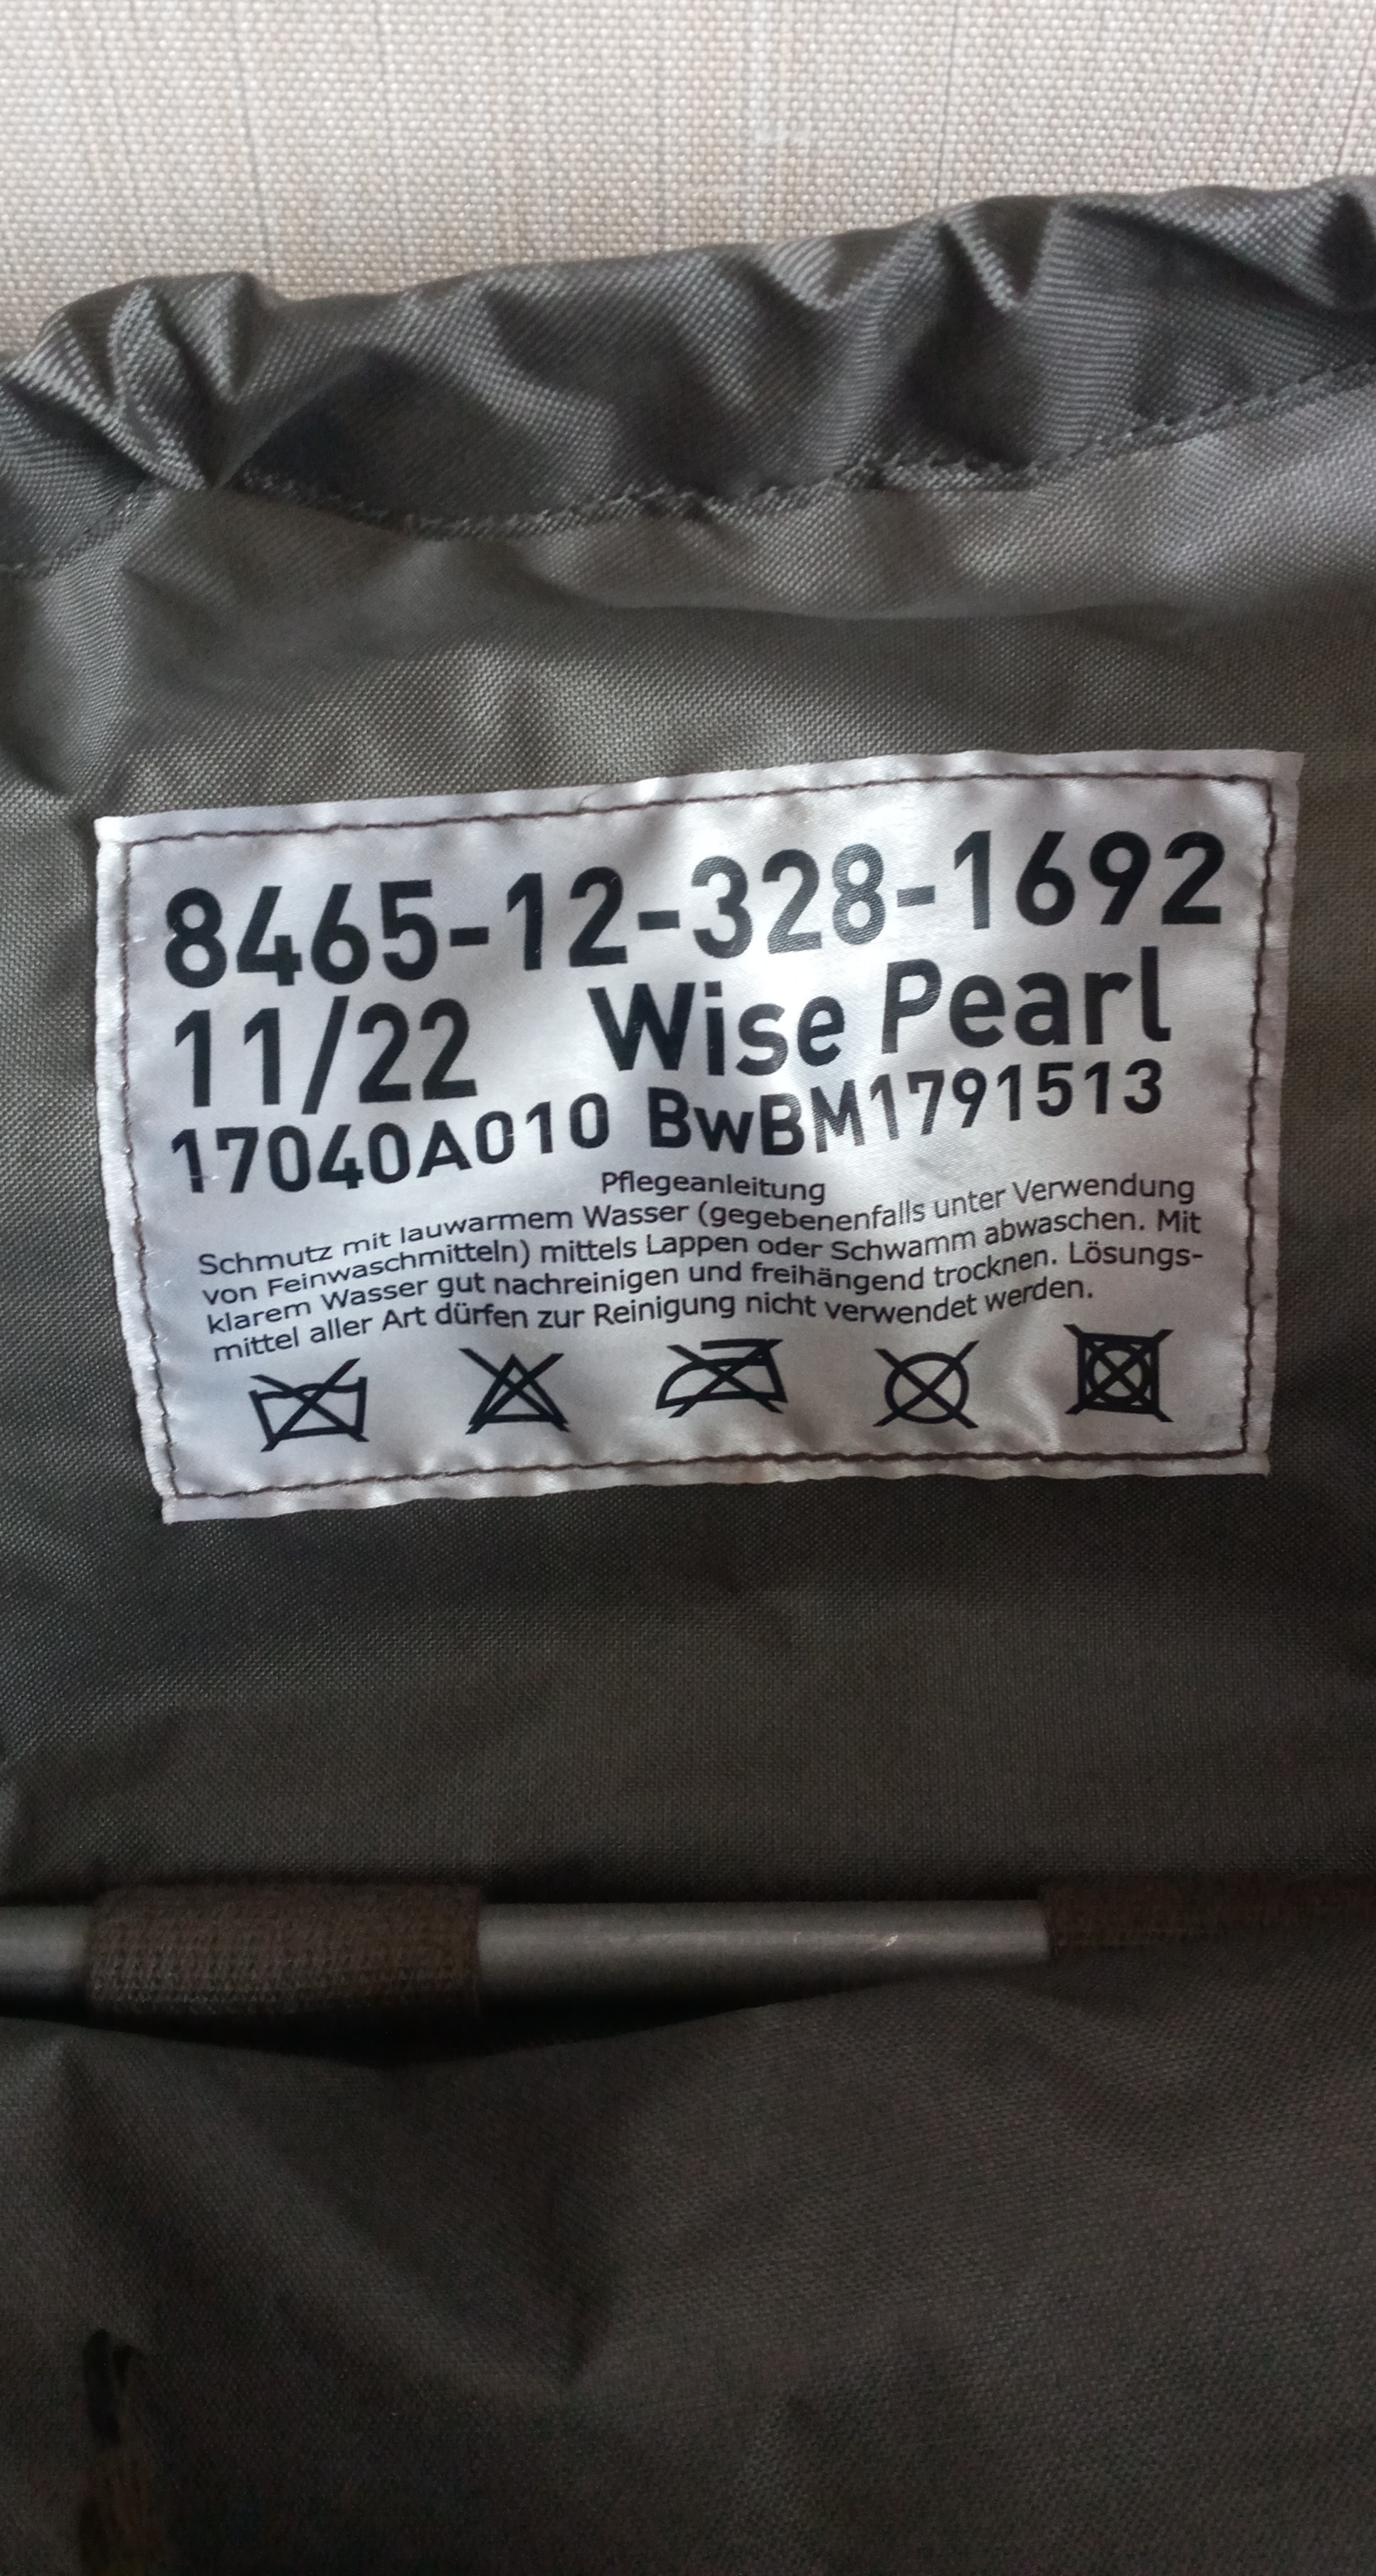 8465-12-328-1692
11/22 Wise Pearl
17040A010 BwBM1791513
Pflegeanleitung
Schmutz mit lauwarmem Wasser (gegebenenfalls unter Verwendung
von Feinwaschmitteln) mittels Lappen oder Schwamm abwaschen. Mit
klarem Wasser gut nachreinigen und freihängend trocknen. Lösungs-
mittel aller Art dürfen zur Reinigung nicht verwendet werden.